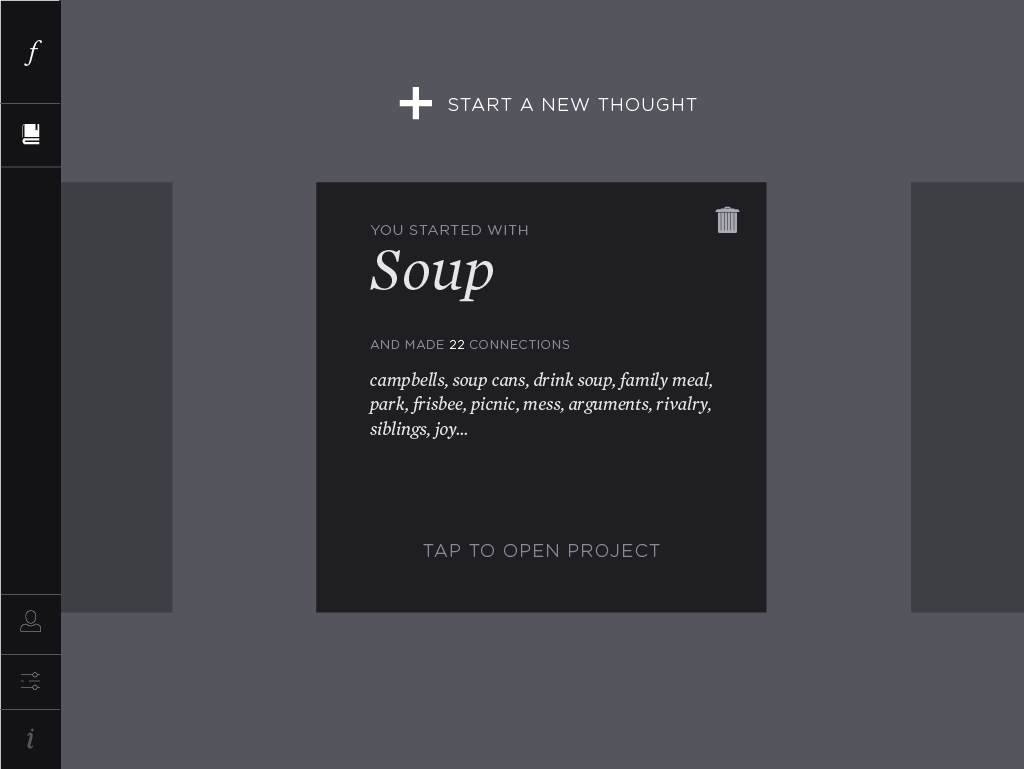 f
START A NEW THOUGHT
YOU STARTED WITH
Soup
AND MADE 22 CONNECTIONS
campbells, soup cans, drink soup, family meal,
park, frisbee, picnic, mess, arguments, rivalry,
siblings, joy...
TAP TO OPEN PROJECT
i